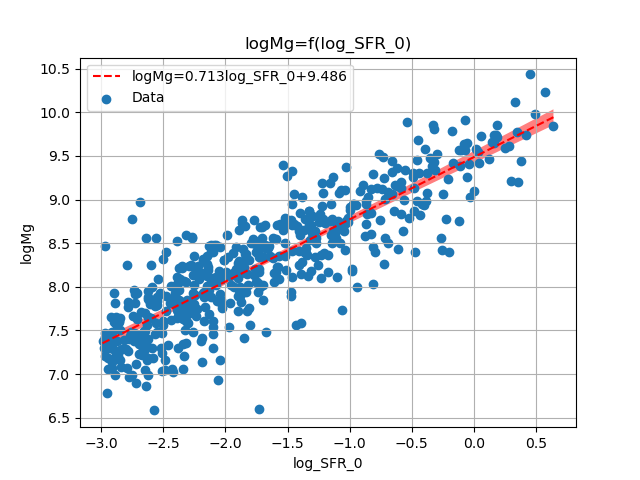 logMg=f(log_SFR_0)
logMg=0.713log_SFR_0+9.486
Data
logMg
10.5
10.0
9.5
9.0
8.5
8.0
7.5
7.0
6.5
−3.0 −2.5 −2.0 −1.5 −1.0 −0.5 0.0 0.5
log_SFR_0